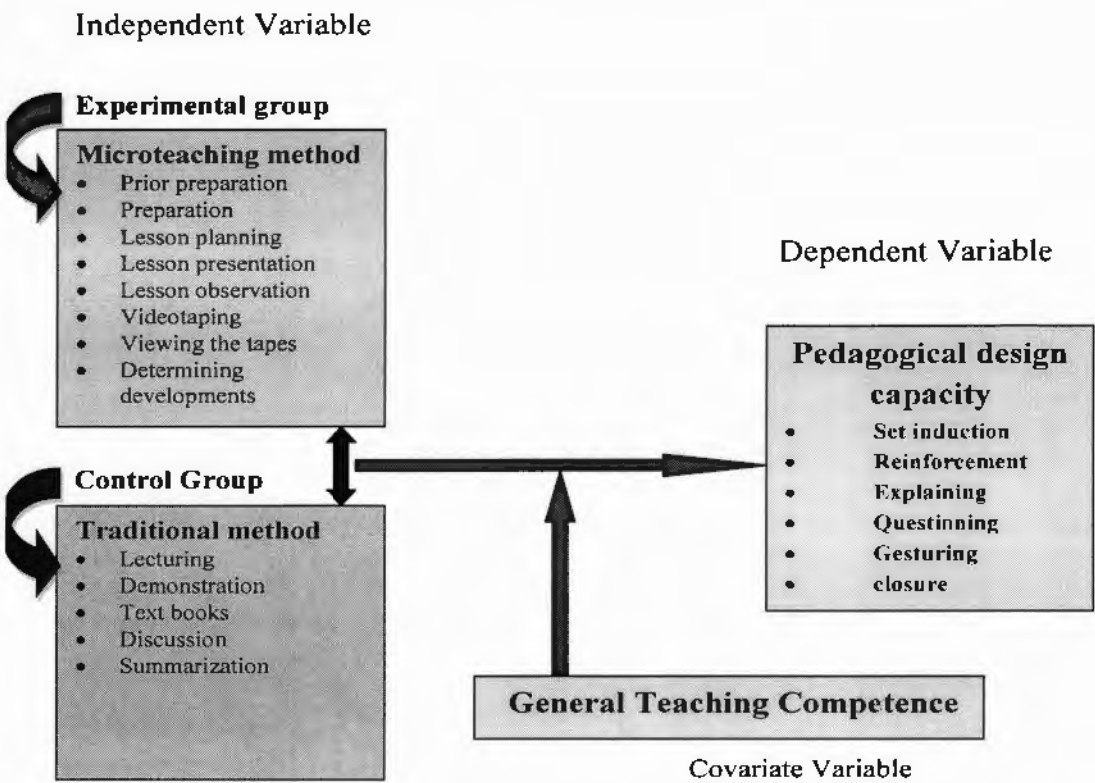 Independent Variable
Experimental group
Microteaching method
• Prior preparation
• Preparation
• Lesson planning
• Lesson presentation
• Lesson observation
• Videotaping
• Viewing the tapes
• Determining
developments
Control Group
Traditional method
• Lecturing
• Demonstration
• Text books
• Discussion
• Summarization
Dependent Variable
Pedagogical design
capacity
• Set induction
• Reinforcement
• Explaining
• Questinning
• Gesturing
• closure
General Teaching Competence
Covariate Variable